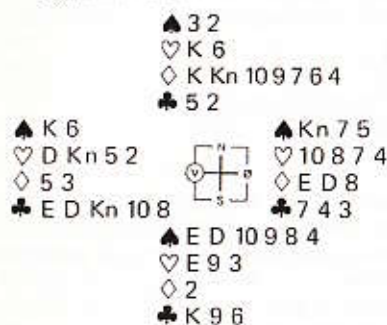 ♠ 3 2
♡ K 6
♢ K Kn 10 9 7 6 4
♣ 5 2
♠ K 6
♡ D Kn 5 2
♢ 5 3
♣ E D Kn 10 8
N
V Ø
S
♠ Kn 7 5
♡ 10 8 7 4
♢ E D 8
♣ 7 4 3
♠ E D 10 9 8 4
♡ E 9 3
♢ 2
♣ K 9 6